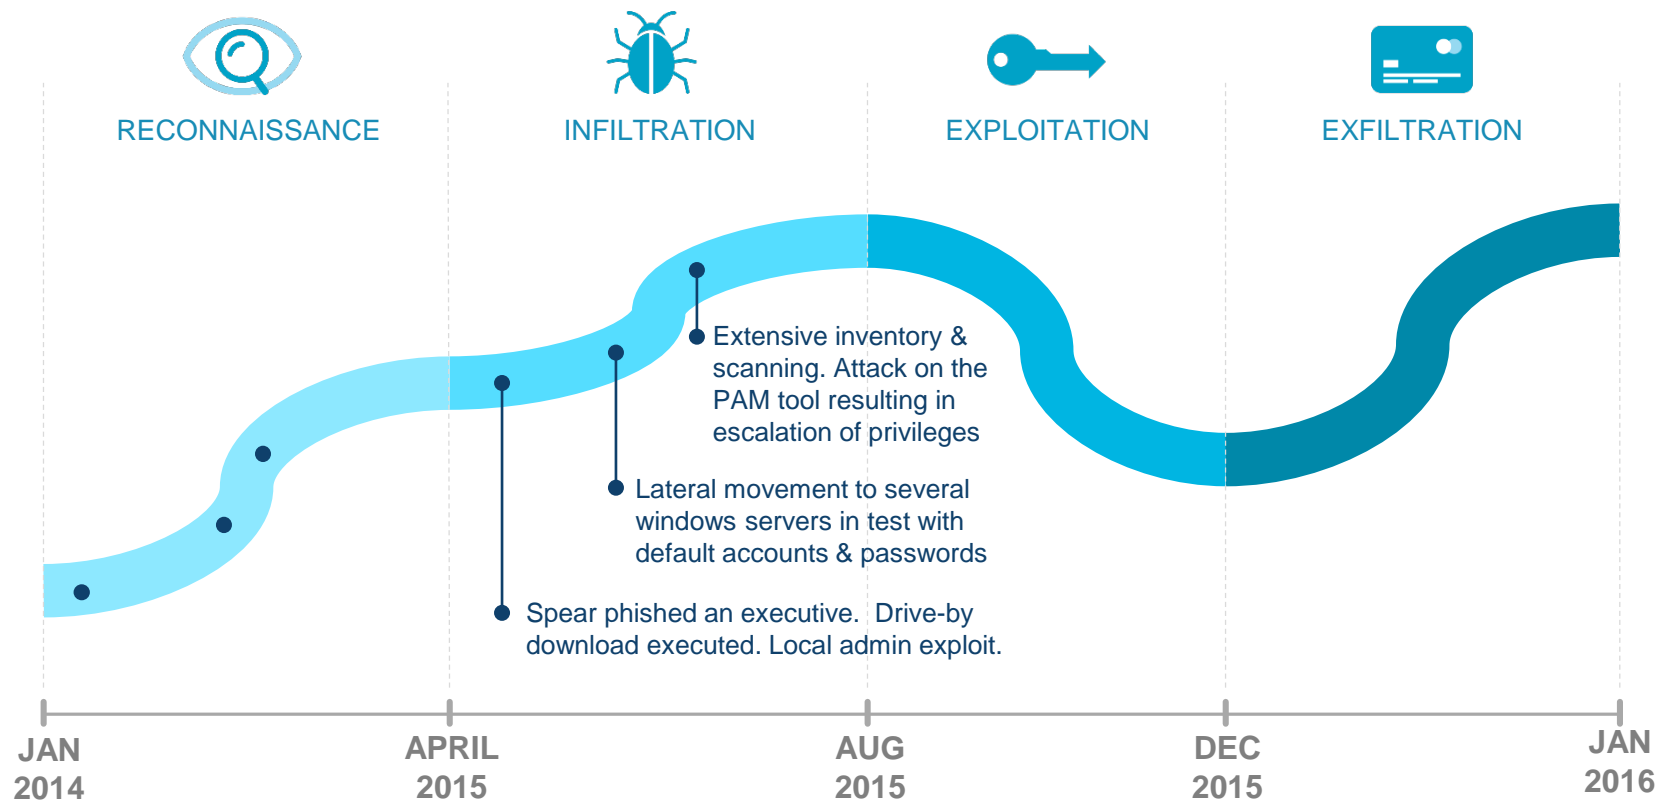 RECONNAISSANCE
INFILTRATION
EXPLOITATION
EXFILTRATION
Extensive inventory &
scanning. Attack on the
PAM tool resulting in
escalation of privileges
Lateral movement to several
windows servers in test with
default accounts & passwords
Spear phished an executive.  Drive-by
download executed. Local admin exploit.
JAN
2014
APRIL
2015
AUG
2015
DEC
2015
JAN
2016